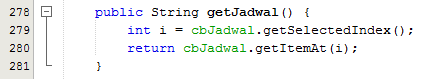 278 public String getJadwal() {
279 int i = cbJadwal.getSelectedIndex();
280 return cbJadwal.getItemAt(i);
281 }